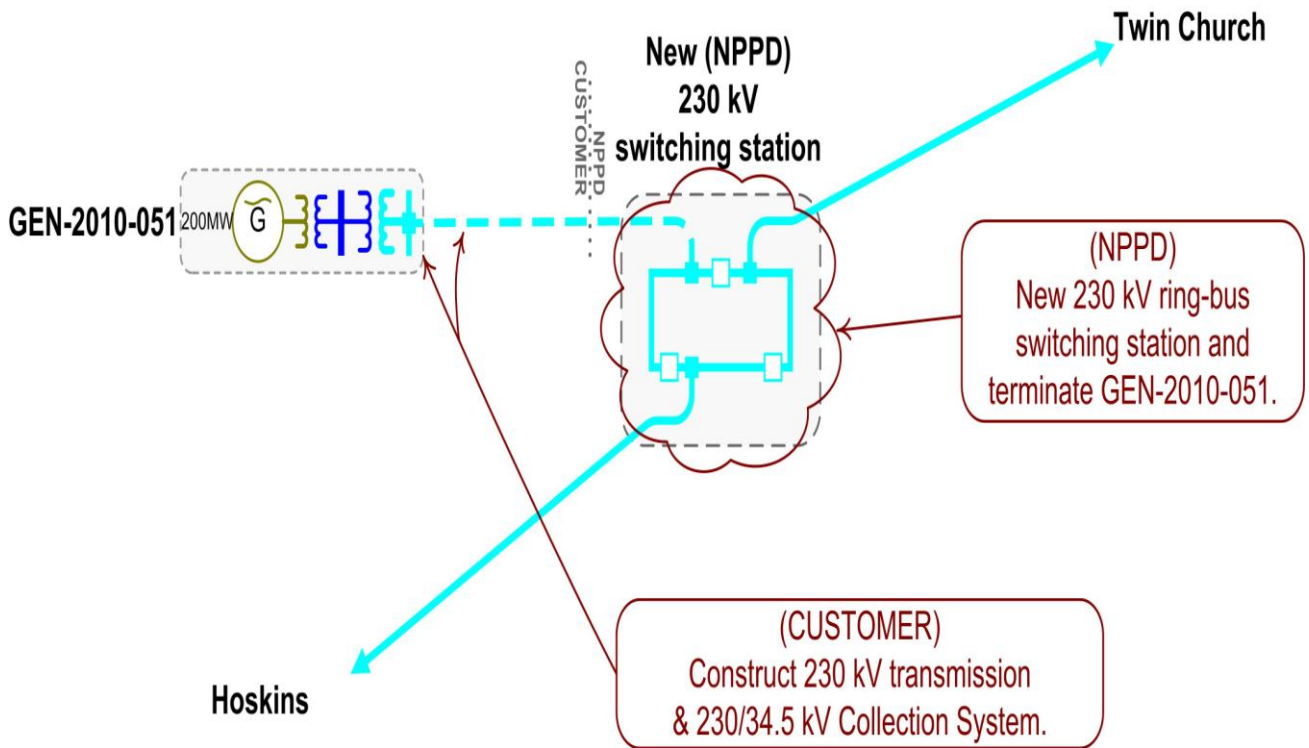 Twin Church
New (NPPD)
230 kV
switching station
CUSTOMER
NPPD
GEN-2010-051
200MW
G
(NPPD)
New 230 kV ring-bus
switching station and
terminate GEN-2010-051.
Hoskins
(CUSTOMER)
Construct 230 kV transmission
& 230/34.5 kV Collection System.